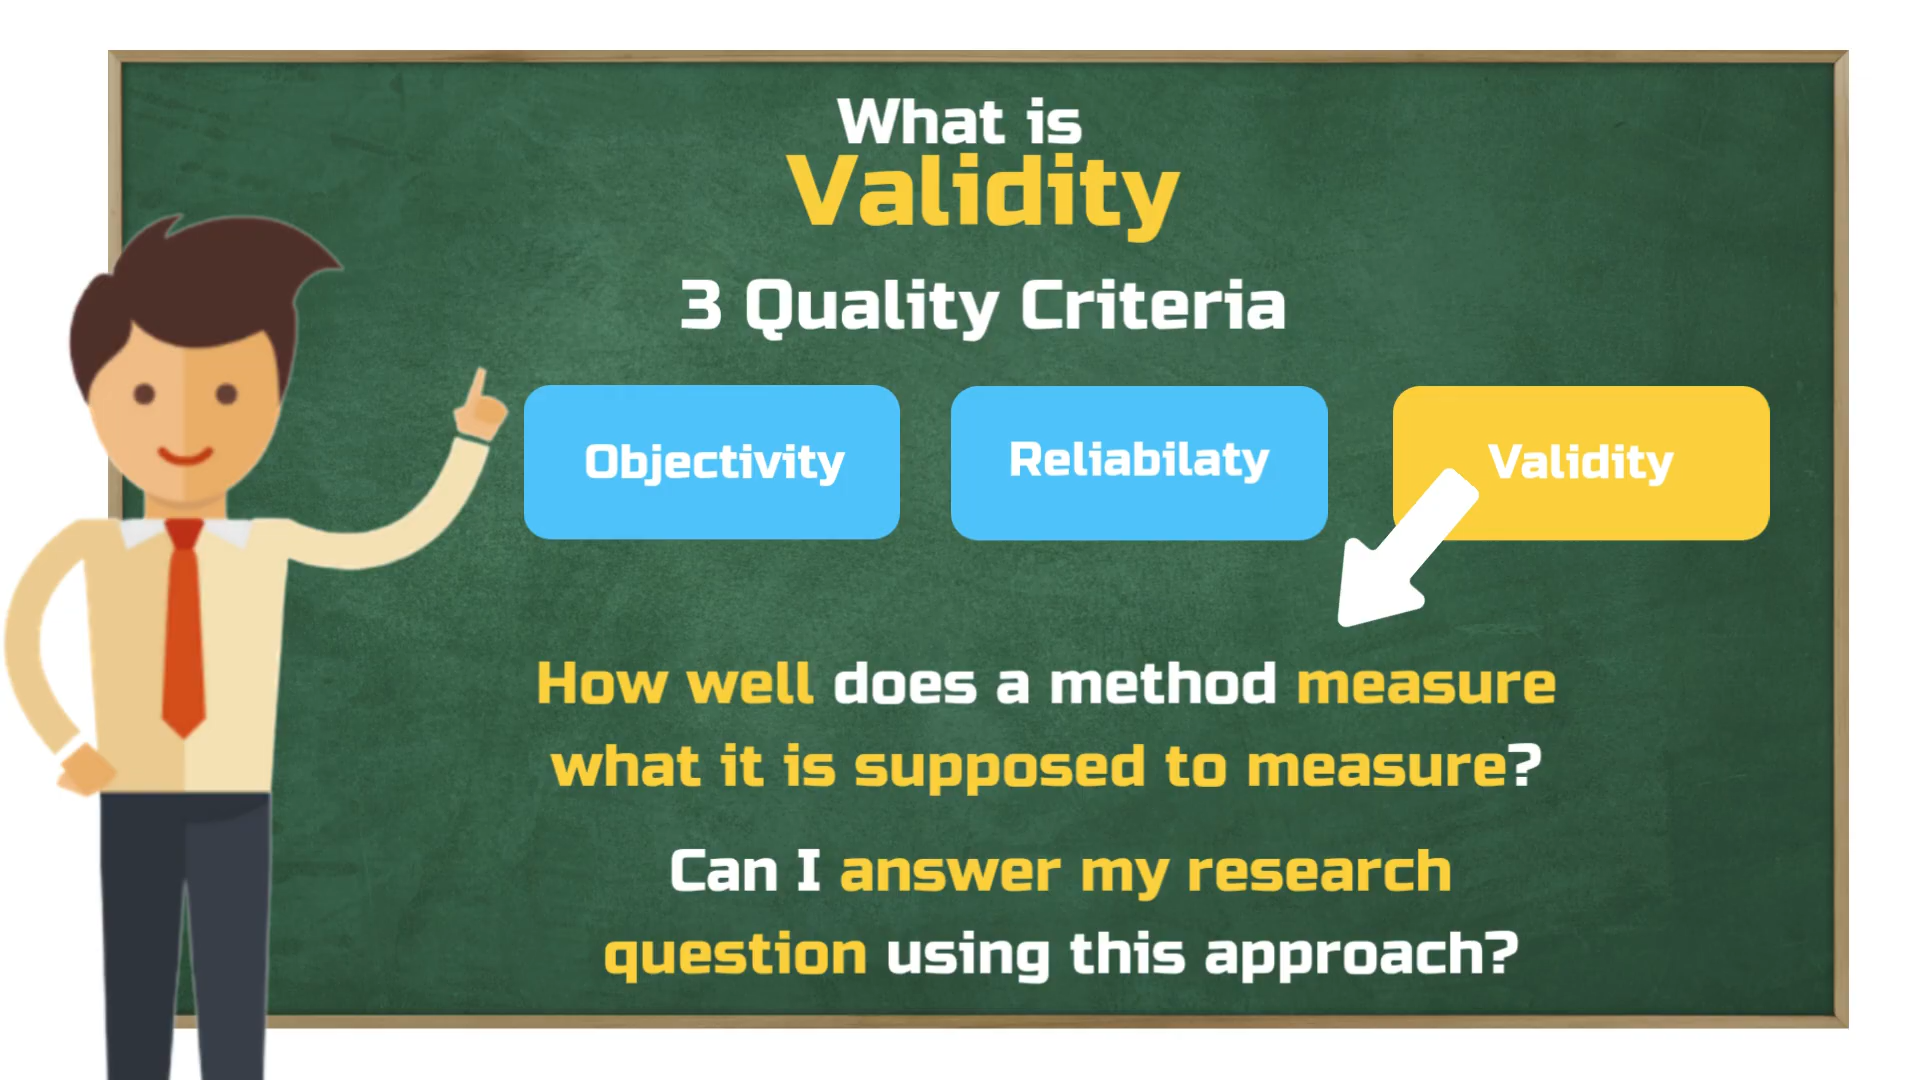 What is
Validity
3 Quality Criteria
Objectivity
Reliabilaty
Validity
How well does a method measure
what it is supposed to measure?
Can I answer my research
question using this approach?